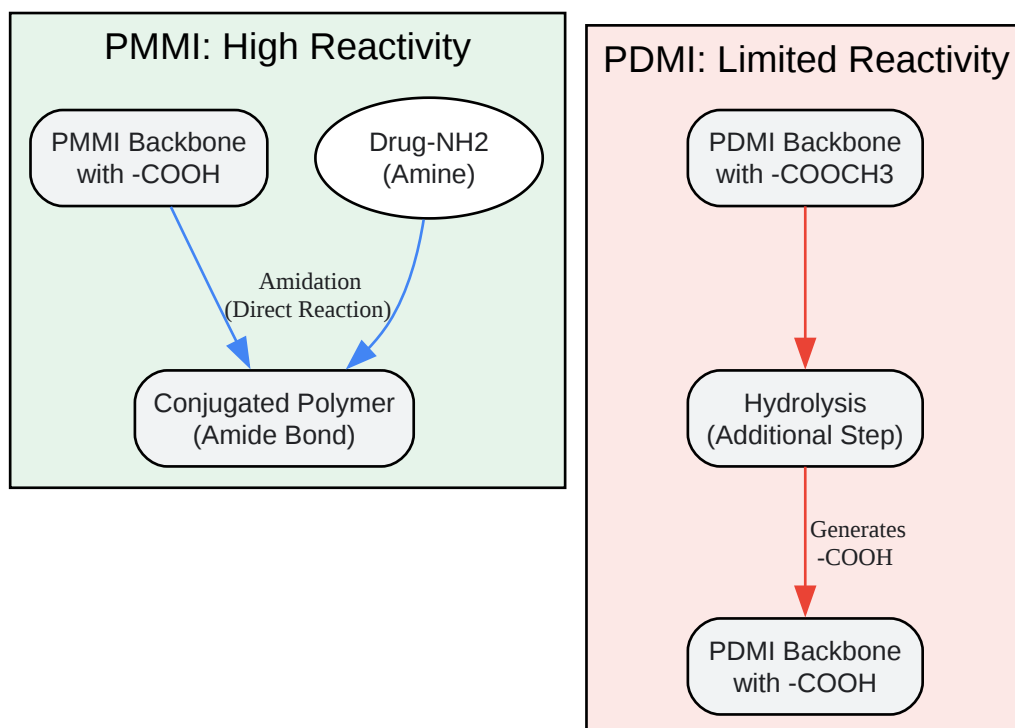 PMMI: High Reactivity
PMMI Backbone
with -COOH
Drug-NH2
(Amine)
Amidation
(Direct Reaction)
Conjugated Polymer
(Amide Bond)
PDMI: Limited Reactivity
PDMI Backbone
with -COOCH3
Hydrolysis
(Additional Step)
Generates
-COOH
PDMI Backbone
with -COOH